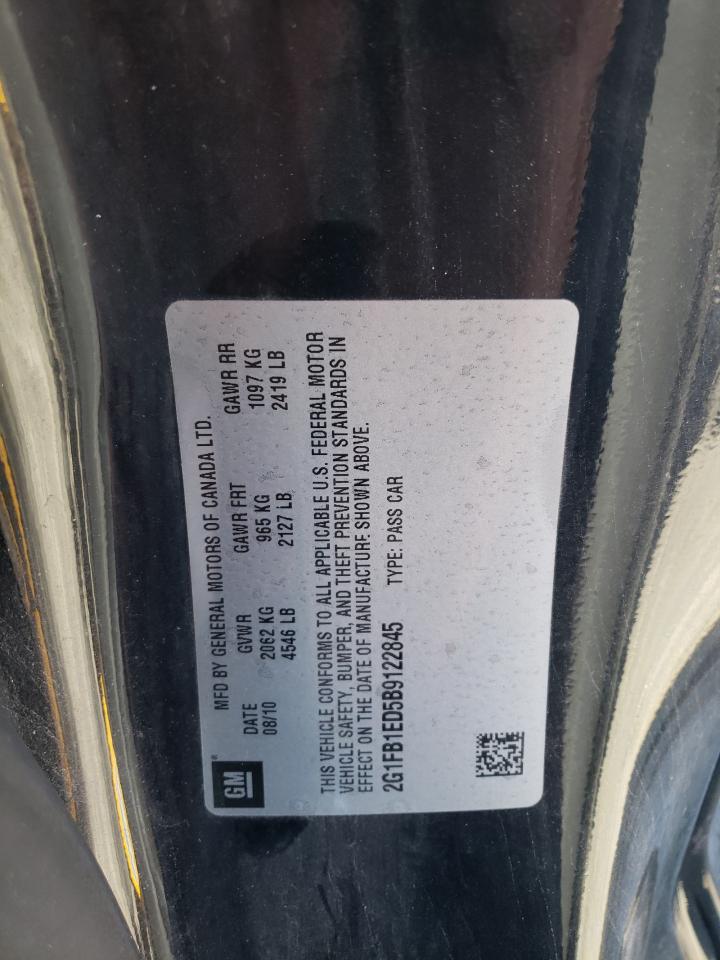 GM
MFD BY GENERAL MOTORS OF CANADA LTD.
DATE GVWR GAWR FRT GAWR RR
08/10 2062 KG 965 KG 1097 KG
4546 LB 2127 LB 2419 LB
THIS VEHICLE CONFORMS TO ALL APPLICABLE U.S. FEDERAL MOTOR
VEHICLE SAFETY, BUMPER, AND THEFT PREVENTION STANDARDS IN
EFFECT ON THE DATE OF MANUFACTURE SHOWN ABOVE.
2G1FB1ED5B9122845 TYPE: PASS CAR